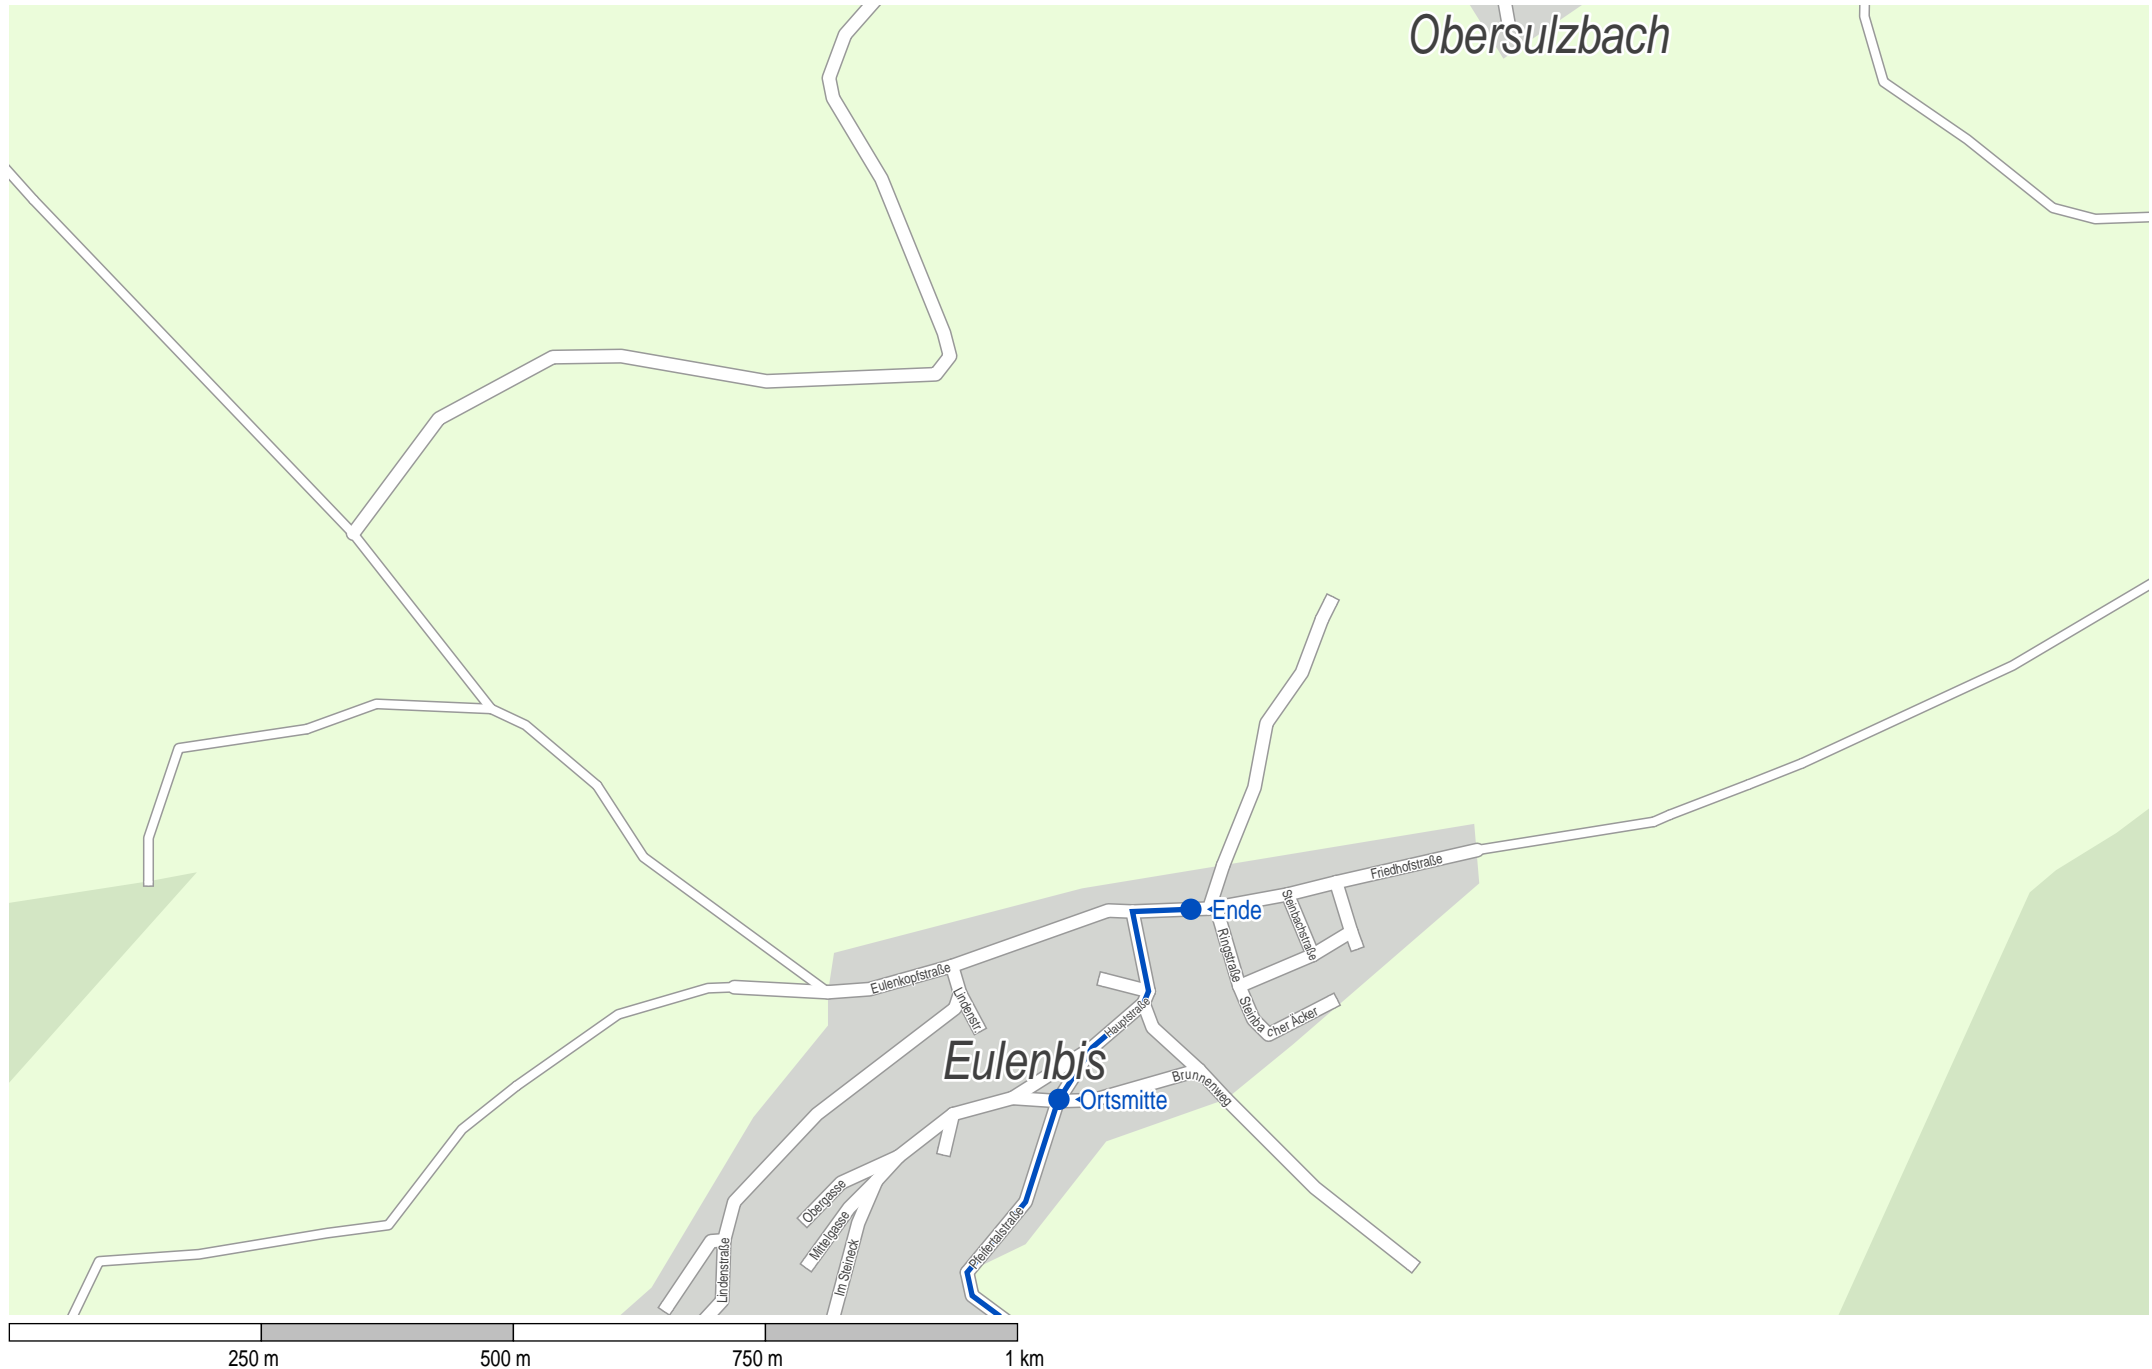 Obersulzbach
Friedhofstraße
Steinbachstraße
Ende
Ringstraße
Eulenkopfstraße
Lindenstr.
Hauptstraße
Steinba
cher Äcker
Eulenbis
Brunnenweg
Ortsmitte
Obergasse
Mittelgasse
Pfeifertalstraße
Im Steineck
Lindenstraße
250 m
500 m
750 m
1 km